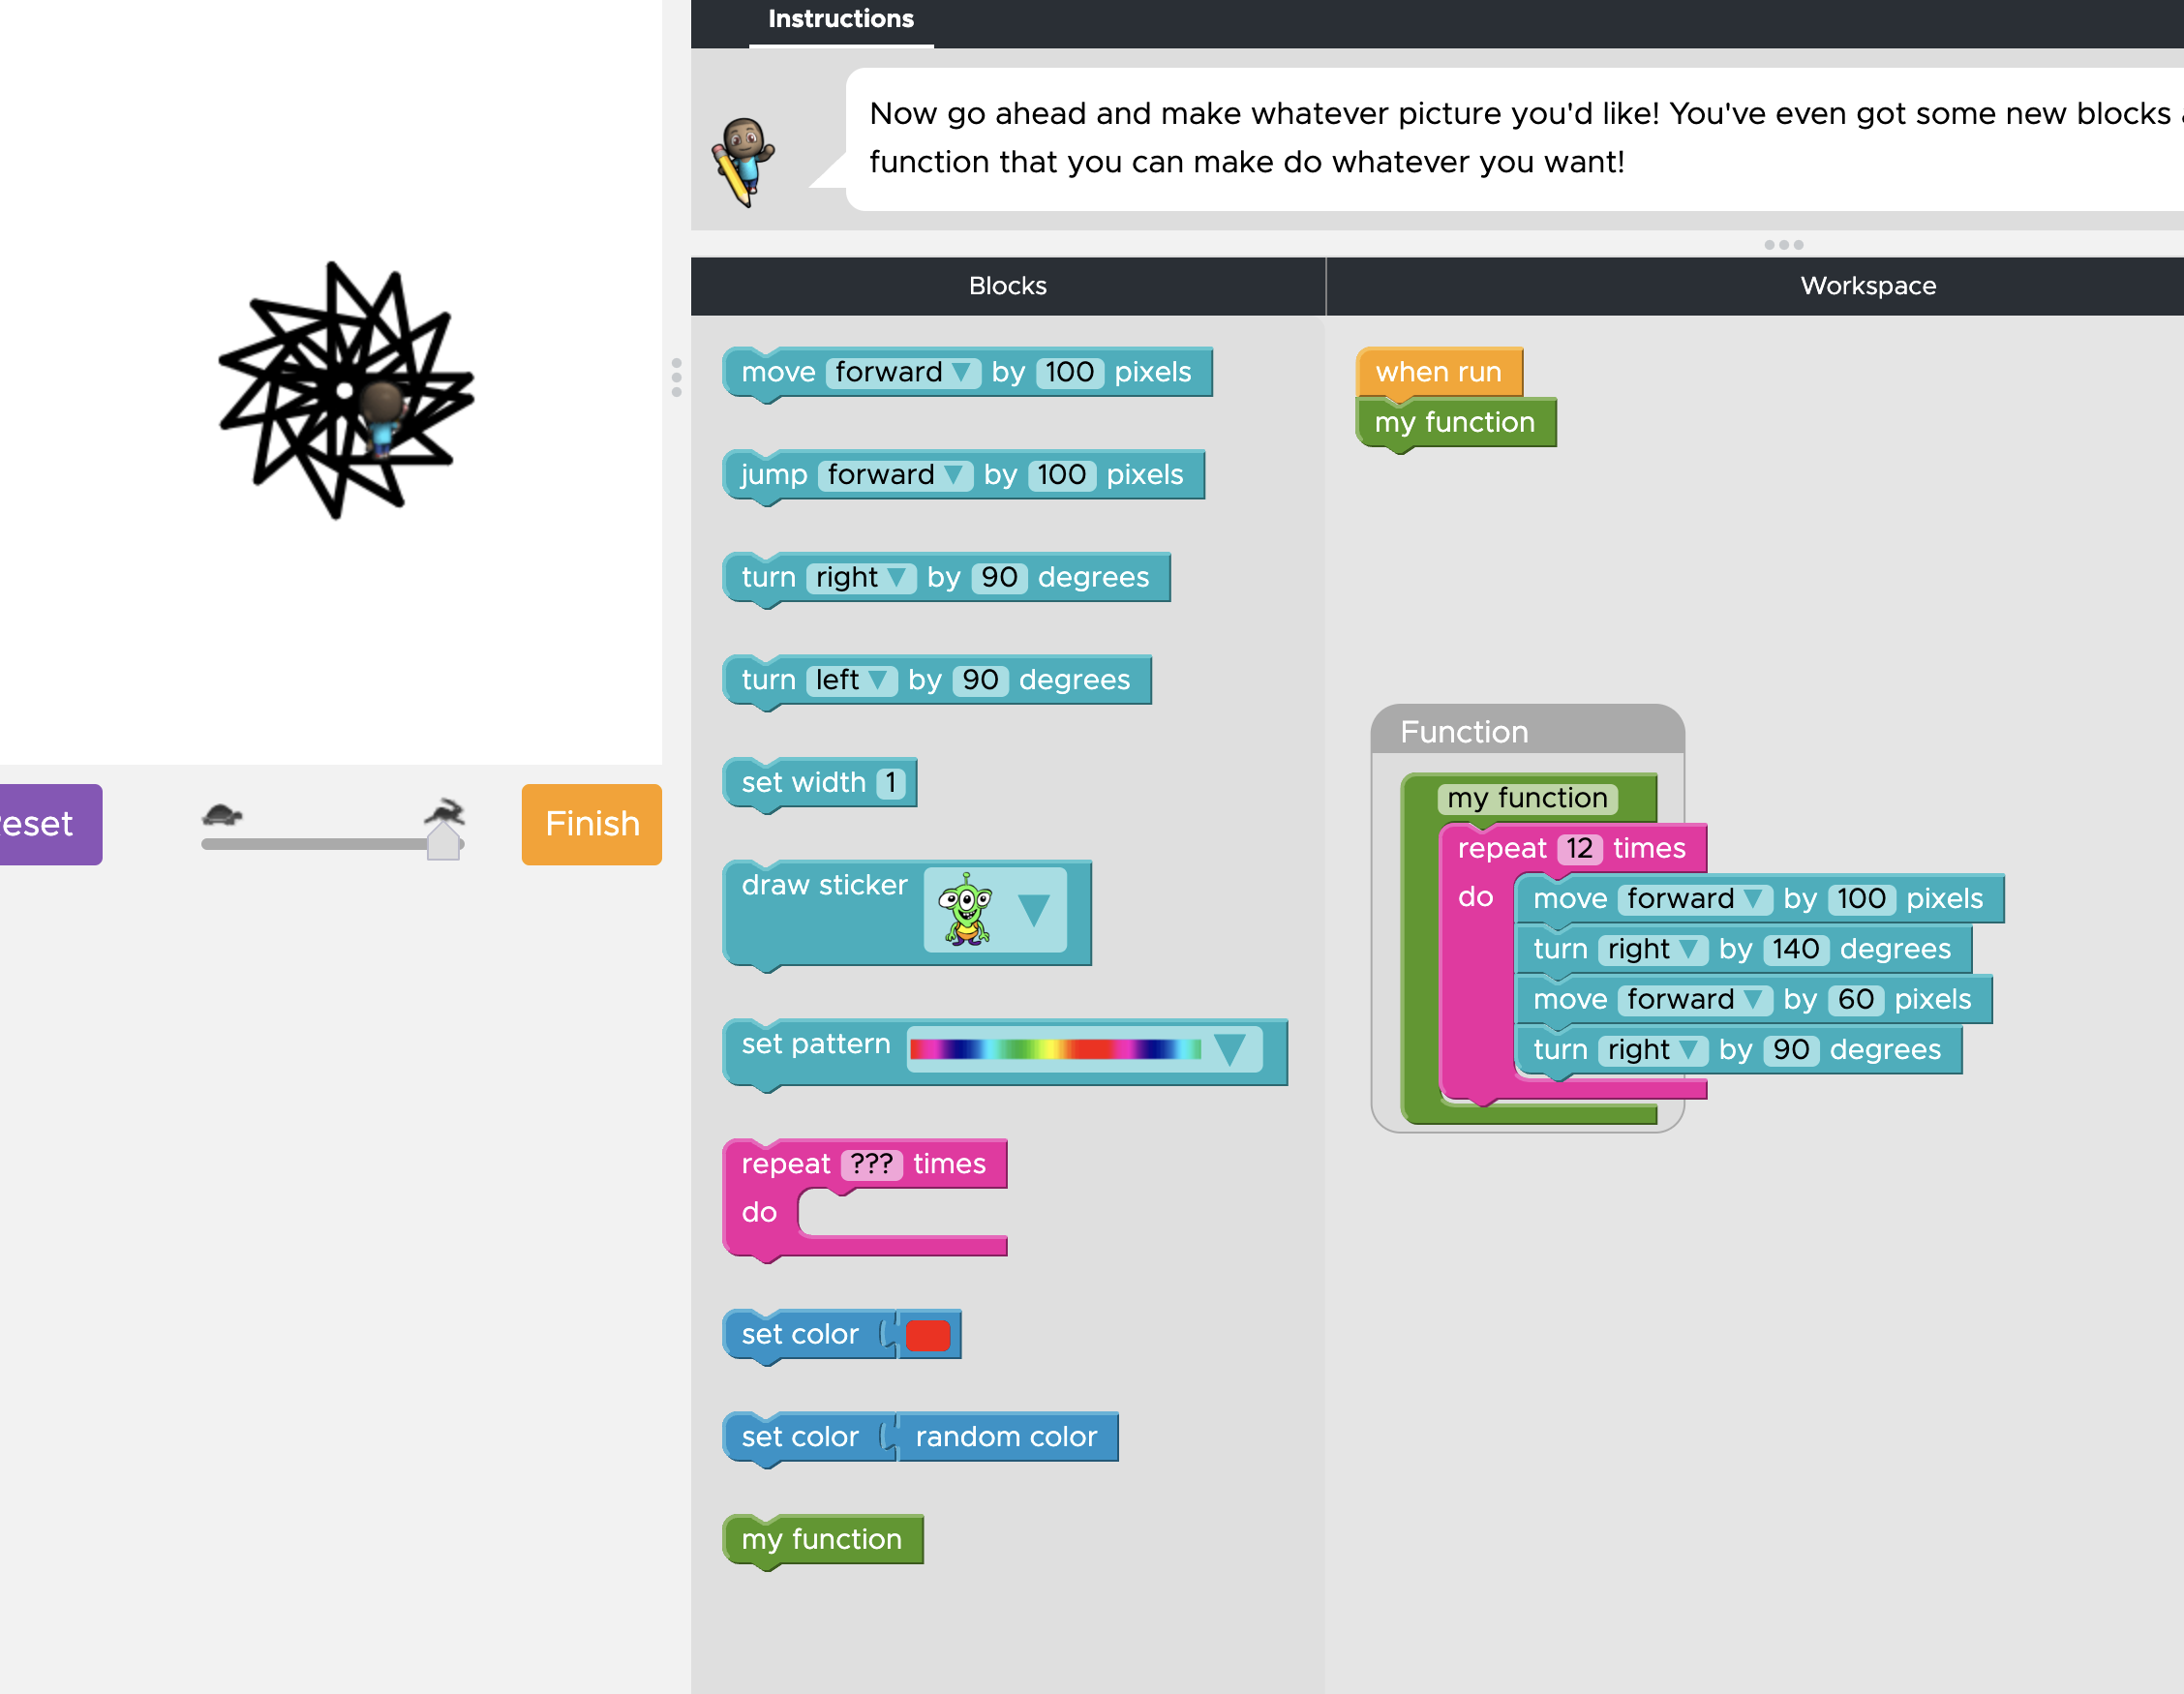 Instructions
Now go ahead and make whatever picture you'd like! You've even got some new blocks
function that you can make do whatever you want!
Blocks
Workspace
move forward by 100 pixels
jump forward by 100 pixels
turn right by 90 degrees
turn left by 90 degrees
set width 1
draw sticker
set pattern
repeat ??? times
do
set color
set color random color
my function
when run
my function
Function
my function
repeat 12 times
do move forward by 100 pixels
turn right by 140 degrees
move forward by 60 pixels
turn right by 90 degrees
eset
Finish